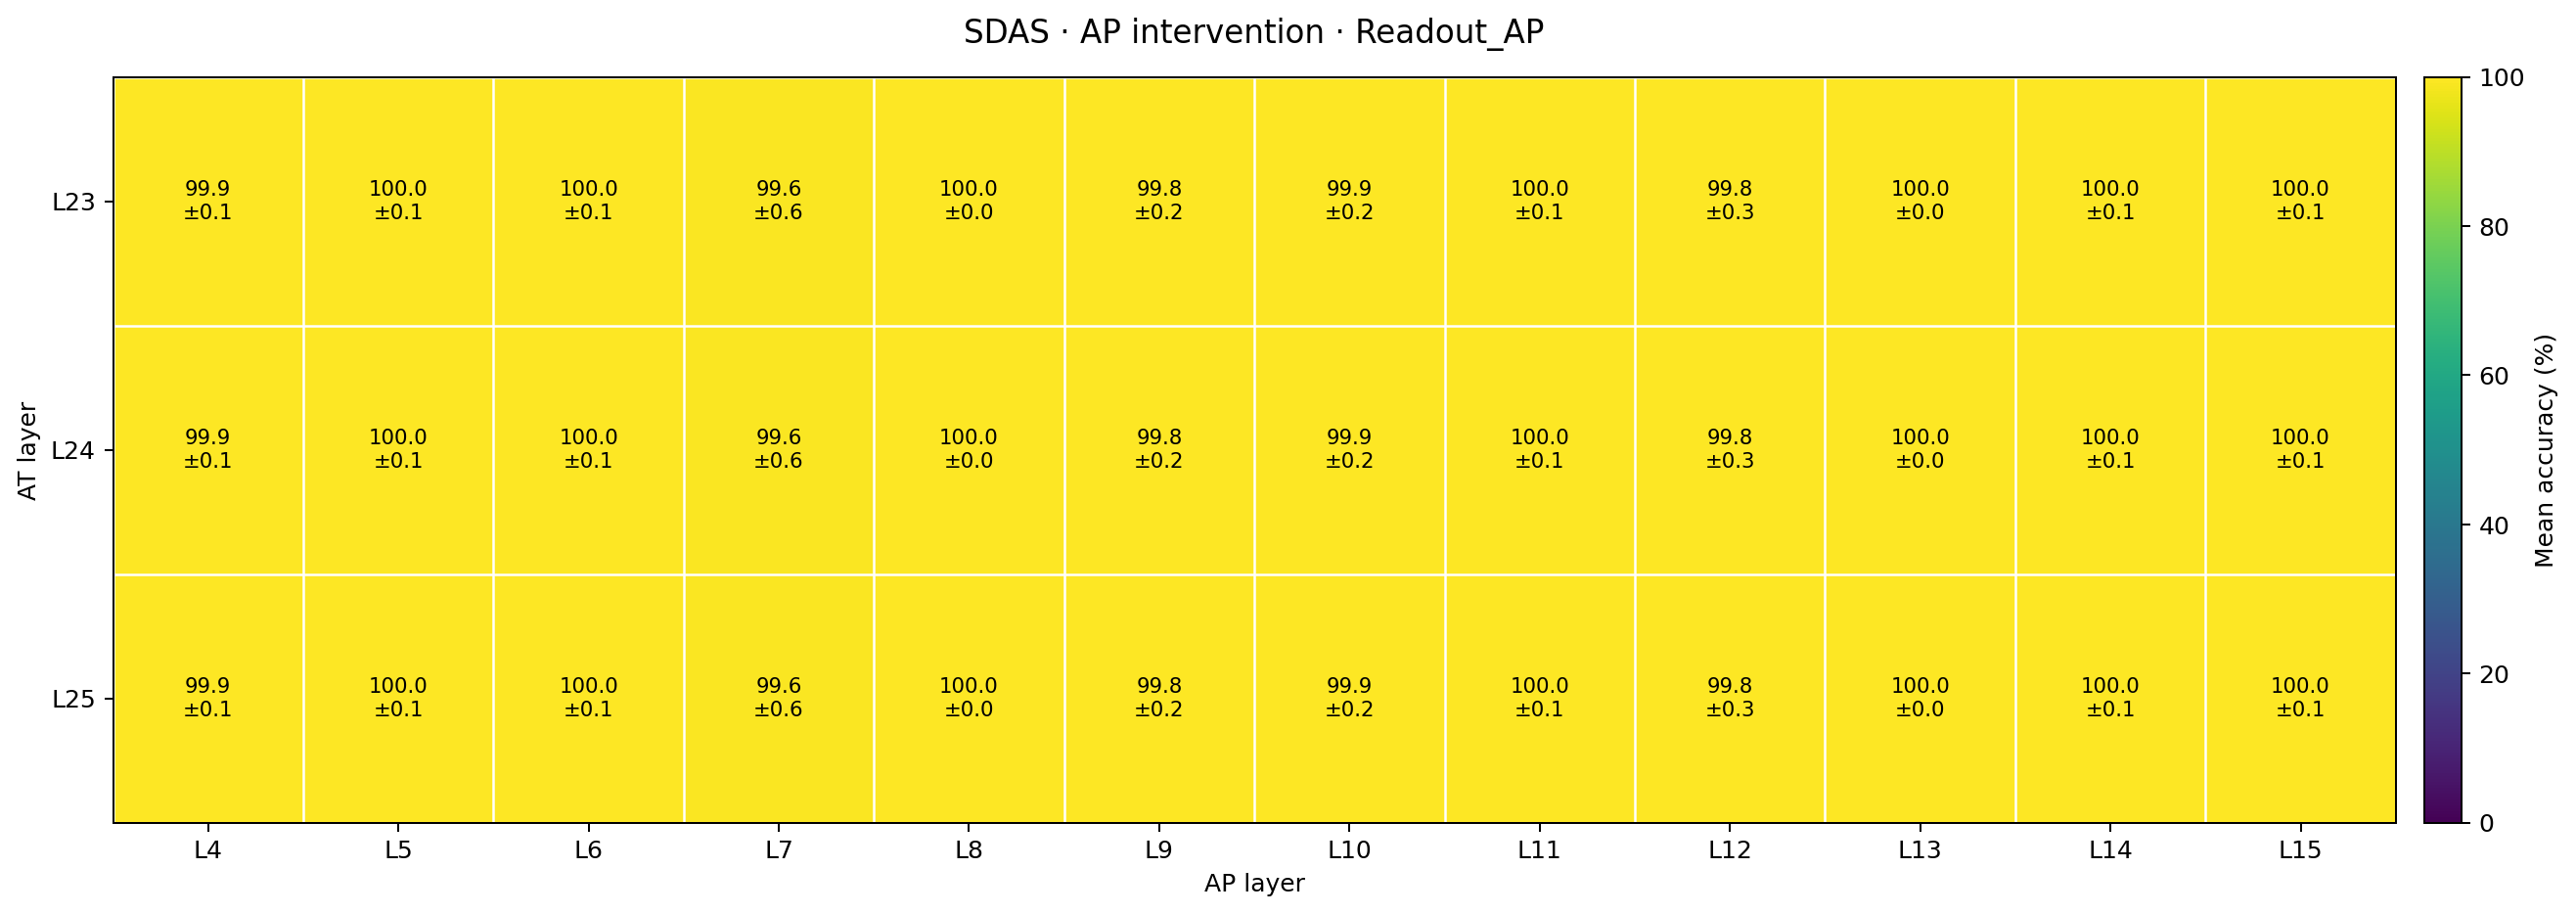 SDAS · AP intervention · Readout_AP
L23
99.9 100.0 100.0 99.6 100.0 99.8 99.9 100.0 99.8 100.0 100.0 100.0
±0.1 ±0.1 ±0.1 ±0.6 ±0.0 ±0.2 ±0.2 ±0.1 ±0.3 ±0.0 ±0.1 ±0.1
L24
99.9 100.0 100.0 99.6 100.0 99.8 99.9 100.0 99.8 100.0 100.0 100.0
±0.1 ±0.1 ±0.1 ±0.6 ±0.0 ±0.2 ±0.2 ±0.1 ±0.3 ±0.0 ±0.1 ±0.1
L25
99.9 100.0 100.0 99.6 100.0 99.8 99.9 100.0 99.8 100.0 100.0 100.0
±0.1 ±0.1 ±0.1 ±0.6 ±0.0 ±0.2 ±0.2 ±0.1 ±0.3 ±0.0 ±0.1 ±0.1
AT layer
L4 L5 L6 L7 L8 L9 L10 L11 L12 L13 L14 L15
AP layer
100
80
60
40
20
0
Mean accuracy (%)